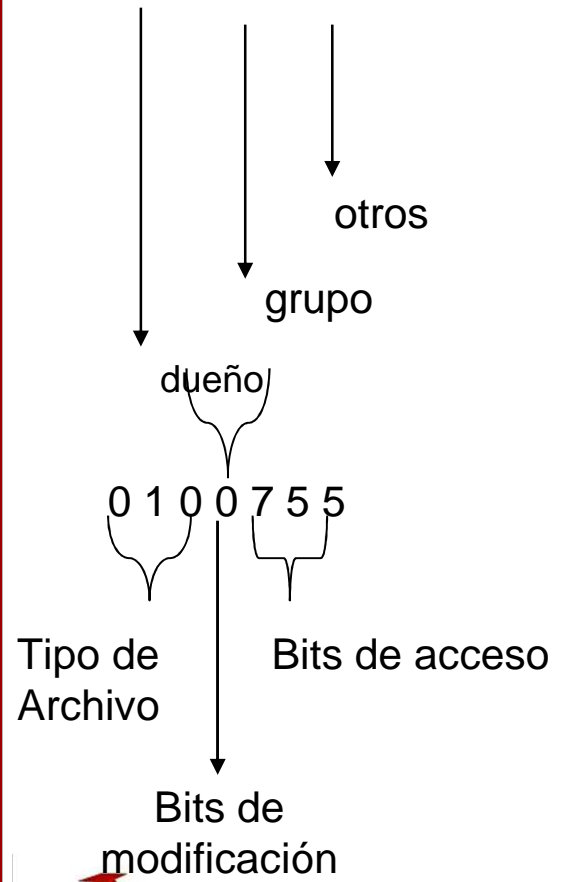 otros
grupo
dueño
0 1 0 0 7 5 5
Tipo de Archivo
Bits de acceso
Bits de modificación